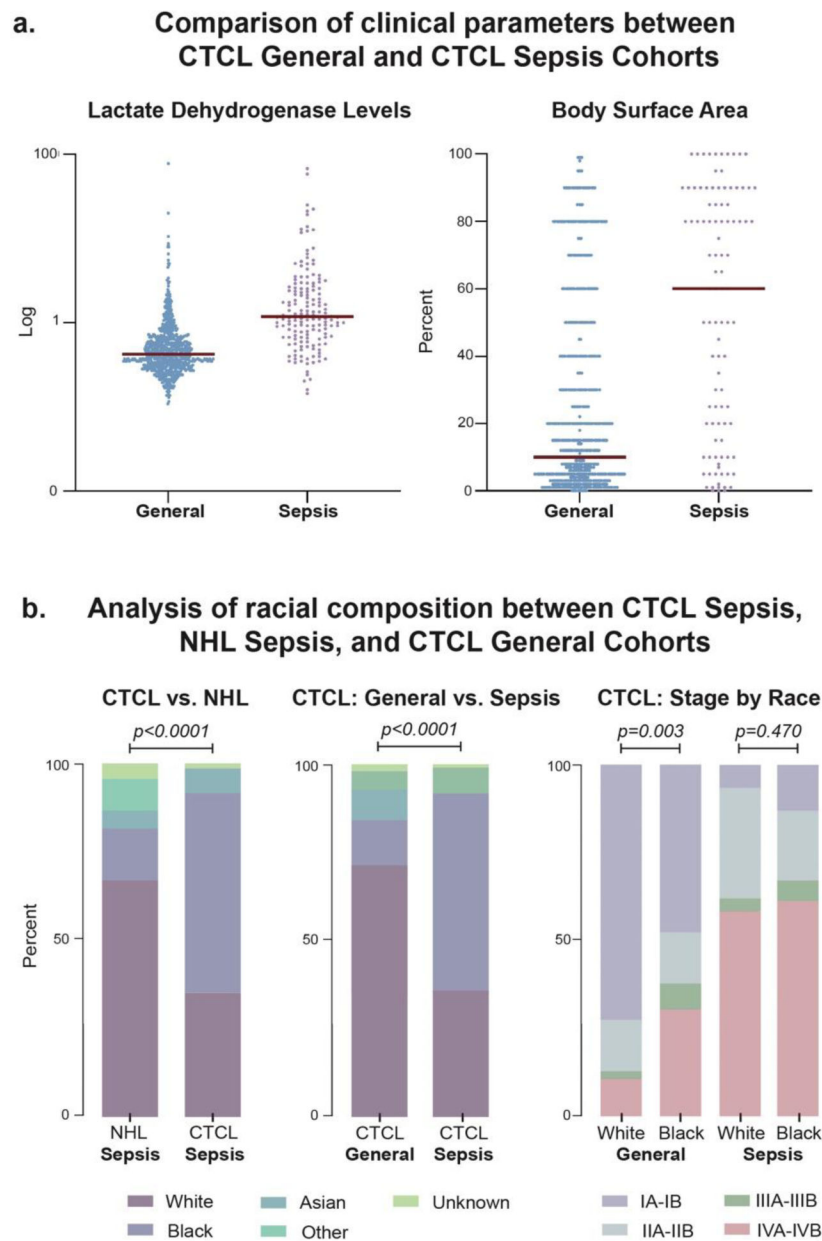 a.
Comparison of clinical parameters between
CTCL General and CTCL Sepsis Cohorts
Lactate Dehydrogenase Levels
Body Surface Area
100
1
0
Log
General
Sepsis
100
80
60
40
20
0
Percent
General
Sepsis
b.
Analysis of racial composition between CTCL Sepsis,
NHL Sepsis, and CTCL General Cohorts
CTCL vs. NHL
CTCL: General vs. Sepsis
CTCL: Stage by Race
p<0.0001
p<0.0001
p=0.003
p=0.470
100
50
0
Percent
NHL
Sepsis
CTCL
Sepsis
100
50
0
CTCL
General
CTCL
Sepsis
100
50
0
White Black White Black
General Sepsis
White
Asian
Unknown
Black
Other
IA-IB
IIIA-IIIB
IIA-IIB
IVA-IVB